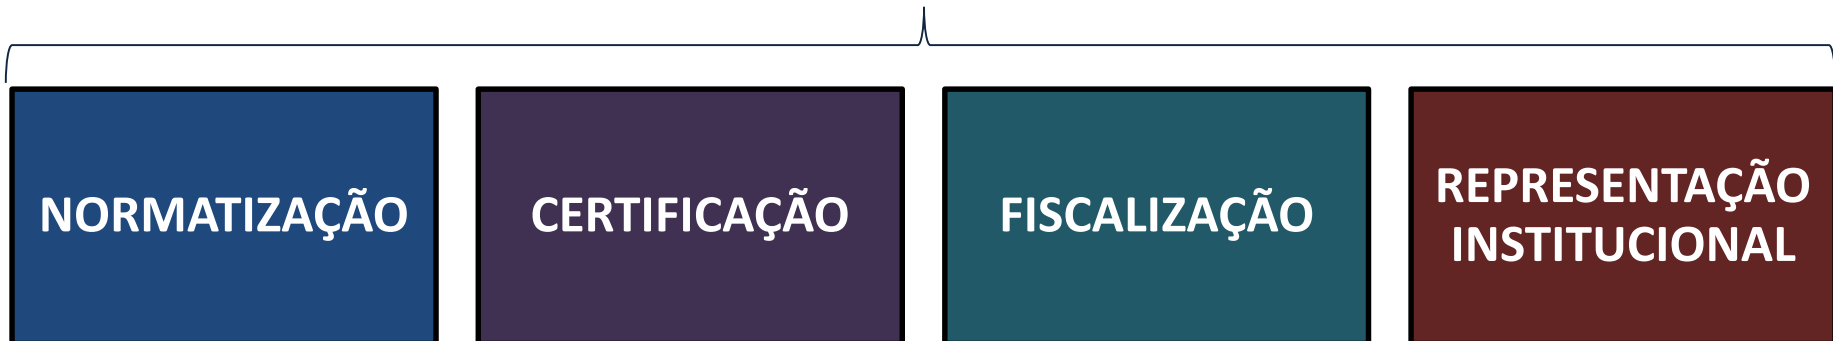 NORMATIZAÇÃO
CERTIFICAÇÃO
FISCALIZAÇÃO
REPRESENTAÇÃO
INSTITUCIONAL